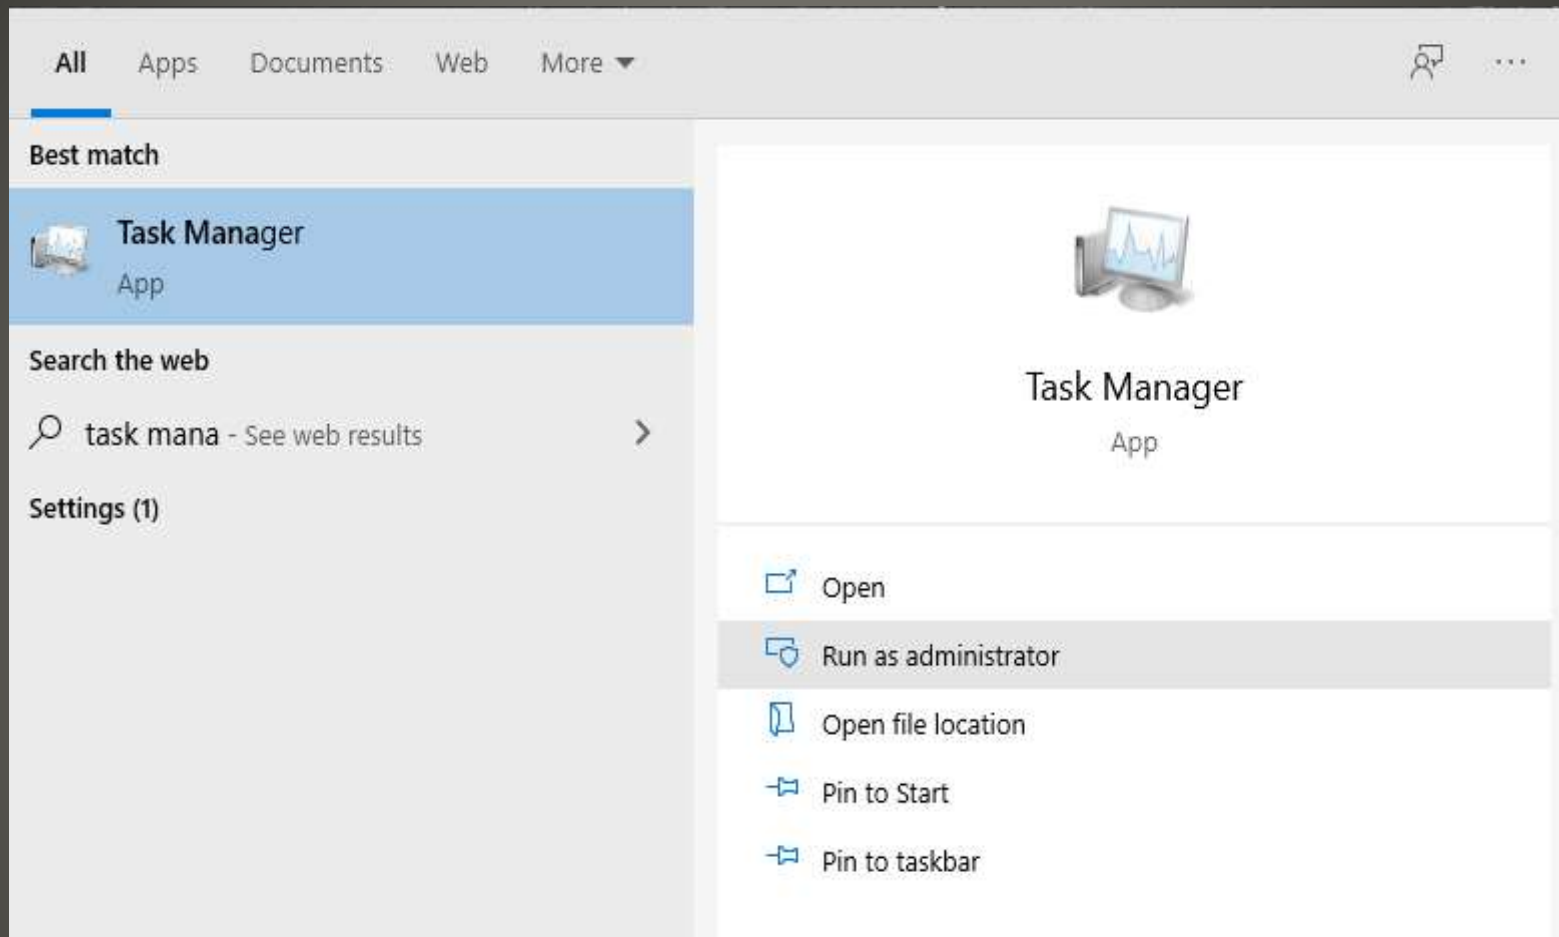 All Apps Documents Web More
Best match
Task Manager
App
Search the web
task mana - See web results
Settings (1)
Task Manager
App
Open
Run as administrator
Open file location
Pin to Start
Pin to taskbar